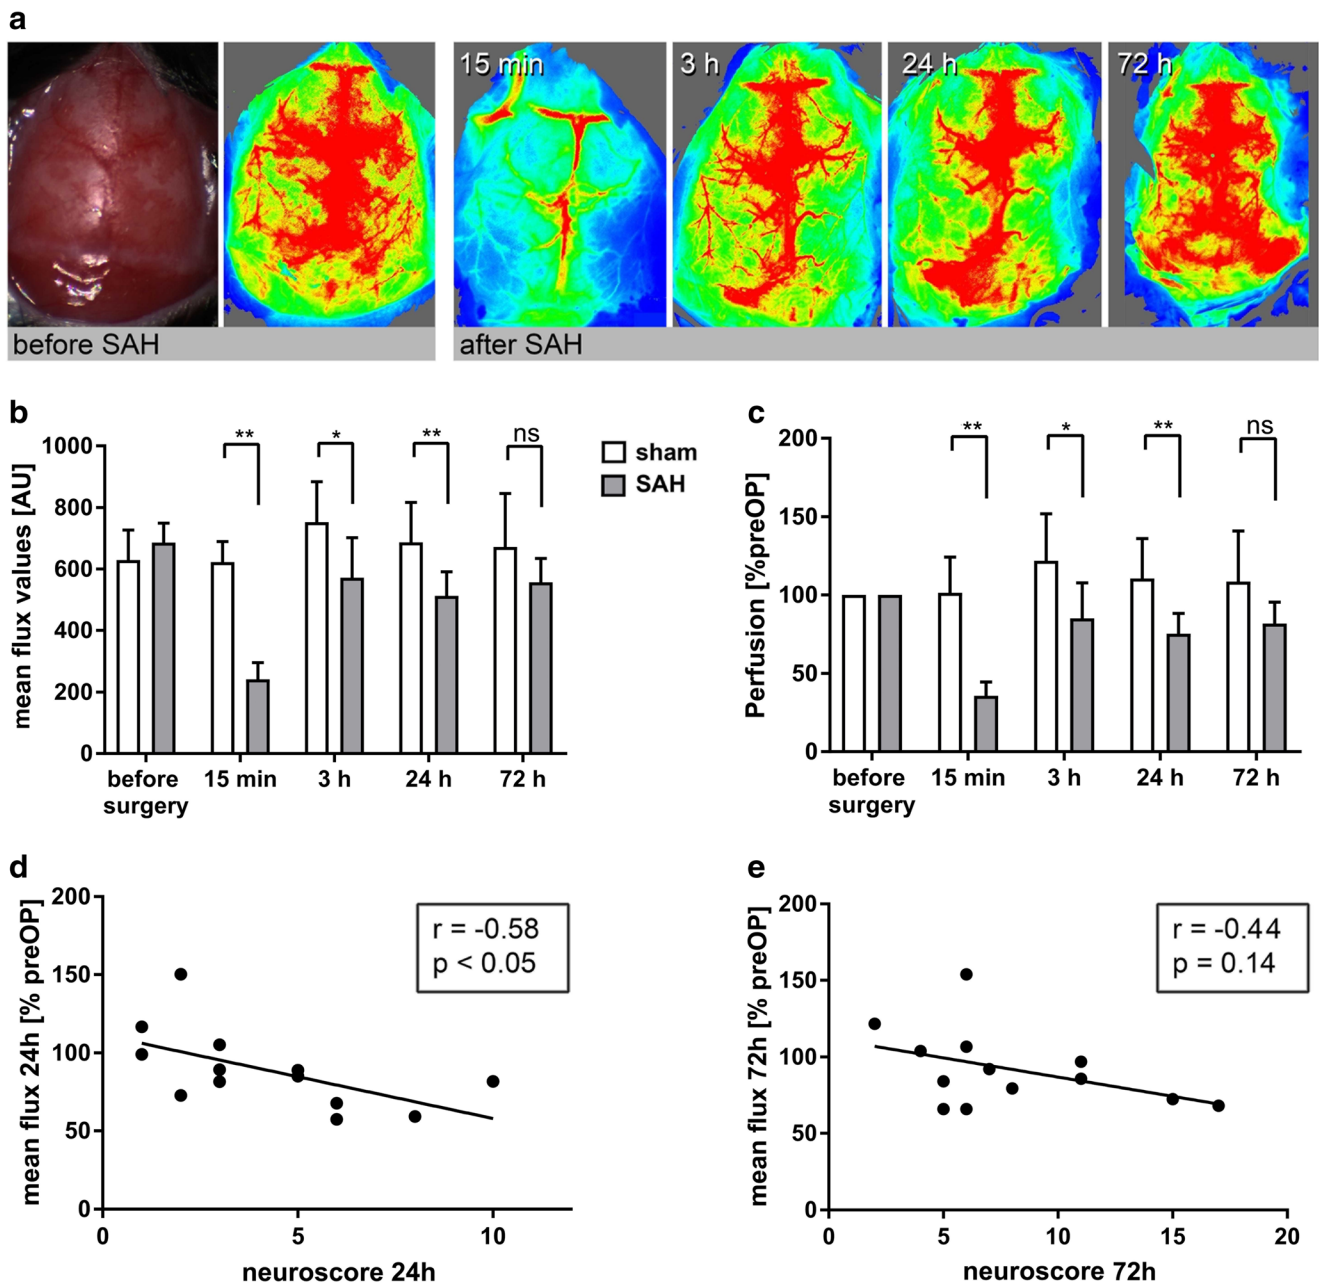 a
15 min
3 h
24 h
72 h
before SAH
after SAH
b
mean flux values [AU]
1000
800
600
400
200
0
**
*
**
ns
sham
SAH
before surgery
15 min
3 h
24 h
72 h
c
Perfusion [%preOP]
200
150
100
50
0
**
*
**
ns
before surgery
15 min
3 h
24 h
72 h
d
mean flux 24h [% preOP]
200
150
100
50
0
r = -0.58
p < 0.05
0
5
10
neuroscore 24h
e
mean flux 72h [% preOP]
200
150
100
50
0
r = -0.44
p = 0.14
0
5
10
15
20
neuroscore 72h